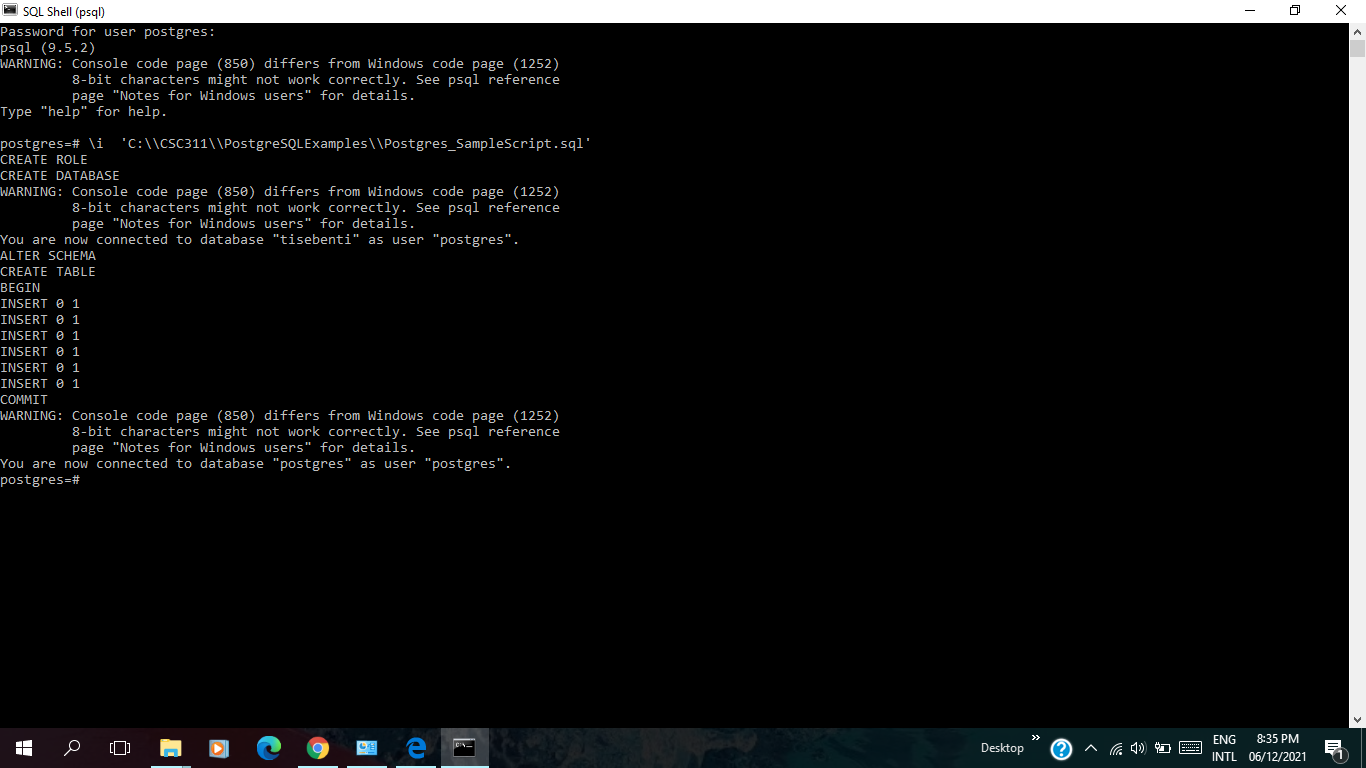 SQL Shell (psql)
Password for user postgres:
psql (9.5.2)
WARNING: Console code page (850) differs from Windows code page (1252)
         8-bit characters might not work correctly. See psql reference
         page "Notes for Windows users" for details.
Type "help" for help.

postgres=# \i  'C:\\CSC311\\PostgreSQLExamples\\Postgres_SampleScript.sql'
CREATE ROLE
CREATE DATABASE
WARNING: Console code page (850) differs from Windows code page (1252)
         8-bit characters might not work correctly. See psql reference
         page "Notes for Windows users" for details.
You are now connected to database "tisebenti" as user "postgres".
ALTER SCHEMA
CREATE TABLE
BEGIN
INSERT 0 1
INSERT 0 1
INSERT 0 1
INSERT 0 1
INSERT 0 1
INSERT 0 1
COMMIT
WARNING: Console code page (850) differs from Windows code page (1252)
         8-bit characters might not work correctly. See psql reference
         page "Notes for Windows users" for details.
You are now connected to database "postgres" as user "postgres".
postgres=#
Desktop
ENG
INTL
8:35 PM
06/12/2021
1